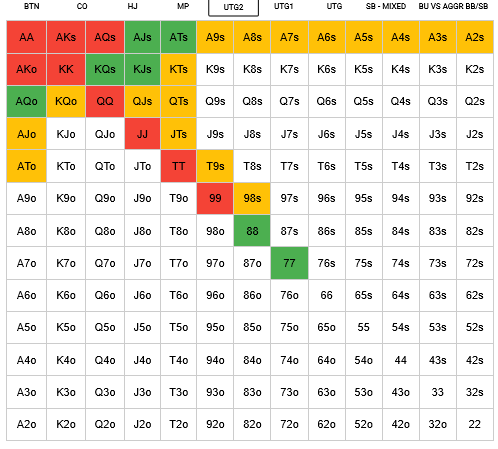 BTN CO HJ MP UTG2 UTG1 UTG SB - MIXED BU VS AGGR BB/SB
AA AKs AQs AJs ATs A9s A8s A7s A6s A5s A4s A3s A2s
AKo KK KQs KJs KTs K9s K8s K7s K6s K5s K4s K3s K2s
AQo KQo QQ QJs QTs Q9s Q8s Q7s Q6s Q5s Q4s Q3s Q2s
AJo KJo QJo JJ JTs J9s J8s J7s J6s J5s J4s J3s J2s
ATo KTo QTo JTo TT T9s T8s T7s T6s T5s T4s T3s T2s
A9o K9o Q9o J9o T9o 99 98s 97s 96s 95s 94s 93s 92s
A8o K8o Q8o J8o T8o 98o 88 87s 86s 85s 84s 83s 82s
A7o K7o Q7o J7o T7o 97o 87o 77 76s 75s 74s 73s 72s
A6o K6o Q6o J6o T6o 96o 86o 76o 66 65s 64s 63s 62s
A5o K5o Q5o J5o T5o 95o 85o 75o 65o 55 54s 53s 52s
A4o K4o Q4o J4o T4o 94o 84o 74o 64o 54o 44 43s 42s
A3o K3o Q3o J3o T3o 93o 83o 73o 63o 53o 43o 33 32s
A2o K2o Q2o J2o T2o 92o 82o 72o 62o 52o 42o 32o 22